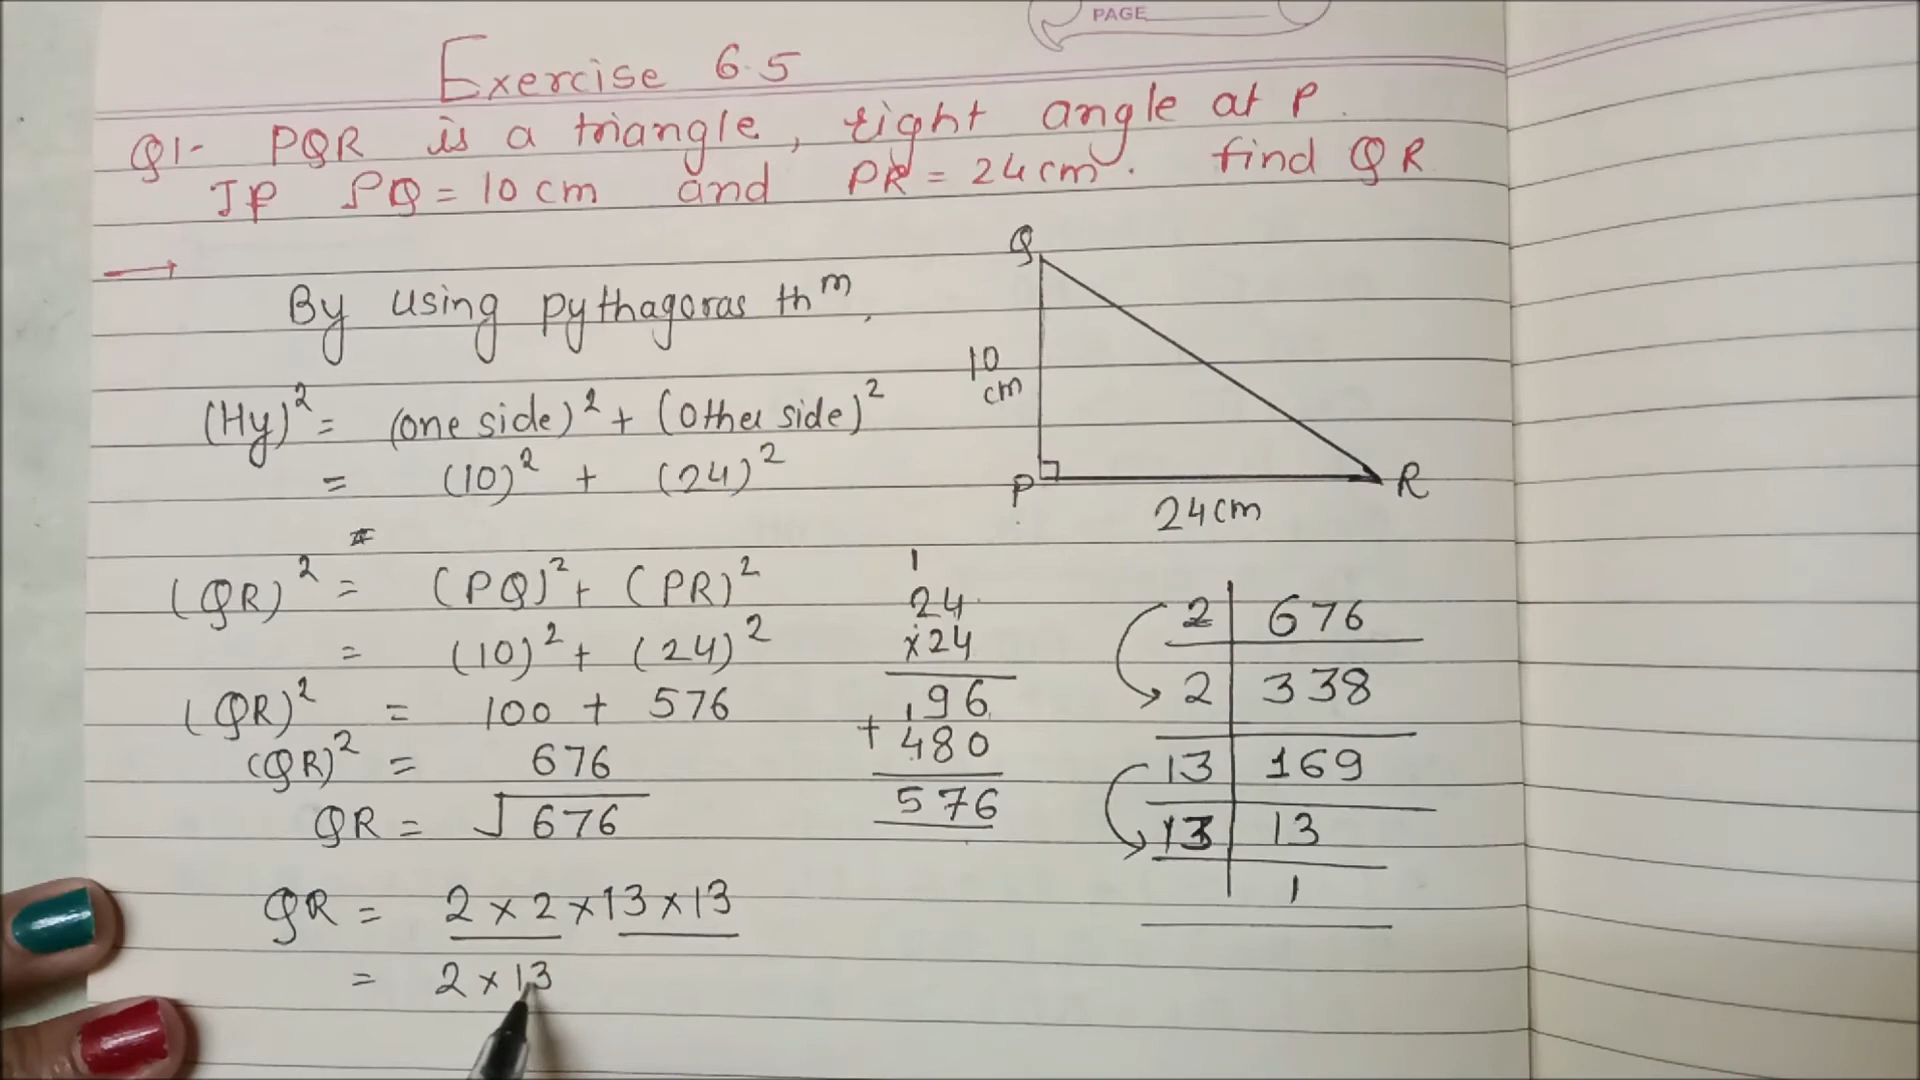 PAGE
Exercise 6.5
Q1- PQR is a triangle, right angle at P.
If PQ = 10 cm and PR = 24 cm. find QR
By using pythagoras thm,
(Hy)² = (one side)² + (Other side)²
= (10)² + (24)²
=
(QR)² = (PQ)² + (PR)²
= (10)² + (24)²
(QR)² = 100 + 576
(QR)² = 676
QR = √676
QR = 2 × 2 × 13 × 13
= 2 × 13
Q
10
cm
P
R
24 cm
1
24
×24
196
+ 480
576
2 | 676
2 | 338
13 | 169
13 | 13
| 1